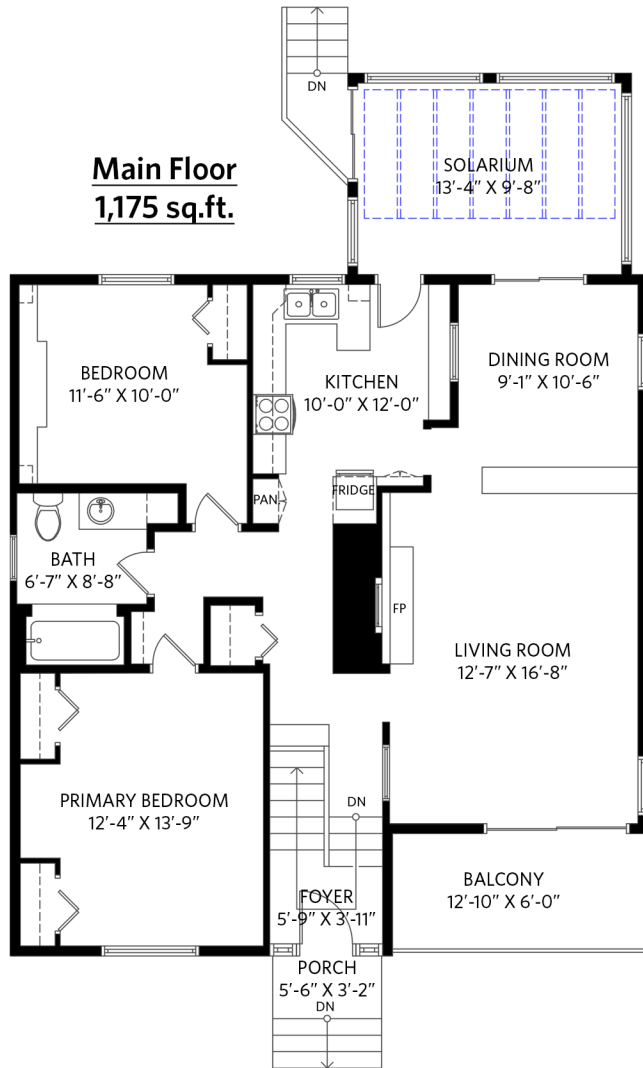 DN
SOLARIUM
13'-4" X 9'-8"
Main Floor
1,175 sq.ft.
BEDROOM
11'-6" X 10'-0"
KITCHEN
10'-0" X 12'-0"
DINING ROOM
9'-1" X 10'-6"
PAN
FRIDGE
BATH
6'-7" X 8'-8"
FP
LIVING ROOM
12'-7" X 16'-8"
PRIMARY BEDROOM
12'-4" X 13'-9"
DN
FOYER
5'-9" X 3'-11"
BALCONY
12'-10" X 6'-0"
PORCH
5'-6" X 3'-2"
DN